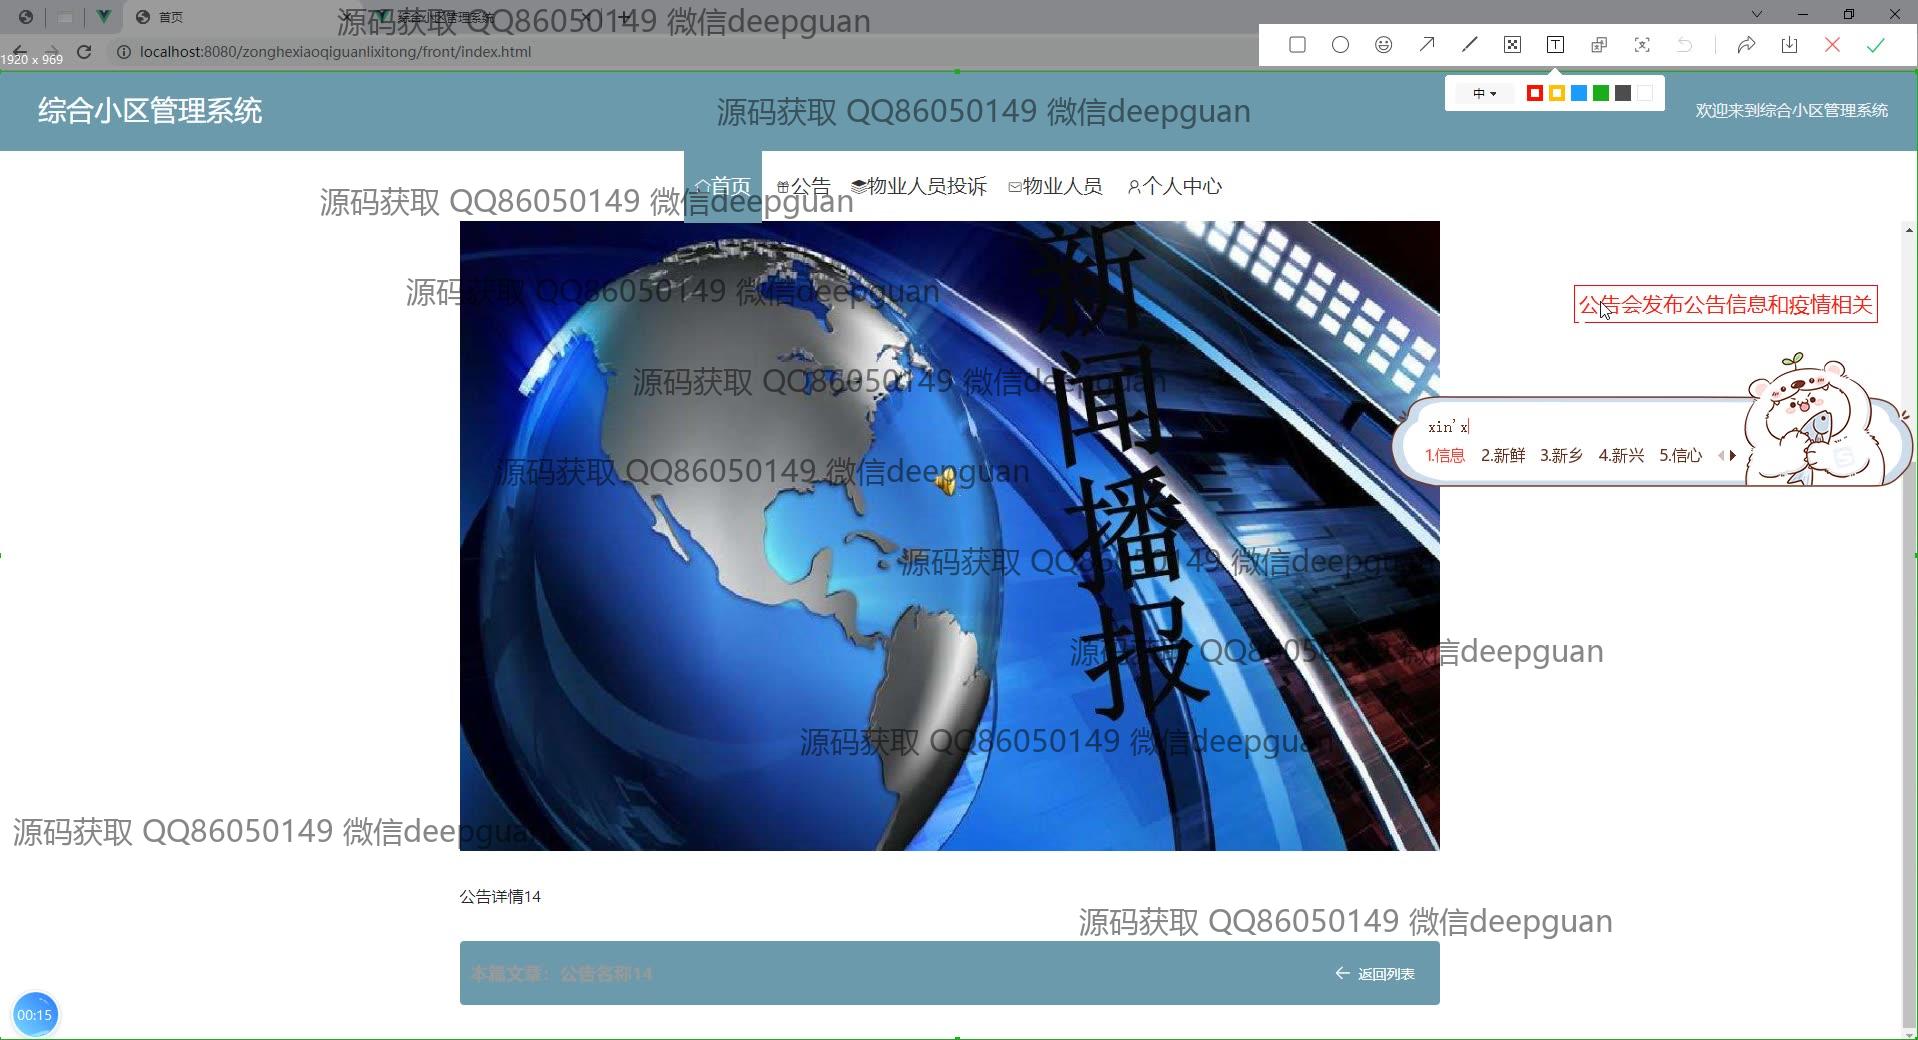 首页
综合小区管理系统
源码获取 QQ86050149 微信deepguan
localhost:8080/zonghexiaoqiguanlixitong/front/index.html
1920 x 969
中
综合小区管理系统
源码获取 QQ86050149 微信deepguan
欢迎来到综合小区管理系统
首页 公告 物业人员投诉 物业人员 个人中心
源码获取 QQ86050149 微信deepguan
新闻播报
源码获取 QQ86050149 微信deepguan
公告会发布公告信息和疫情相关
源码获取 QQ86050149 微信deepguan
xin'x
1.信息 2.新鲜 3.新乡 4.新兴 5.信心
源码获取 QQ86050149 微信deepguan
源码获取 QQ86050149 微信deepguan
源码获取 QQ86050149 微信deepguan
源码获取 QQ86050149 微信deepguan
源码获取 QQ86050149 微信deepguan
公告详情14
源码获取 QQ86050149 微信deepguan
本篇文章：公告名称14
返回列表
00:15